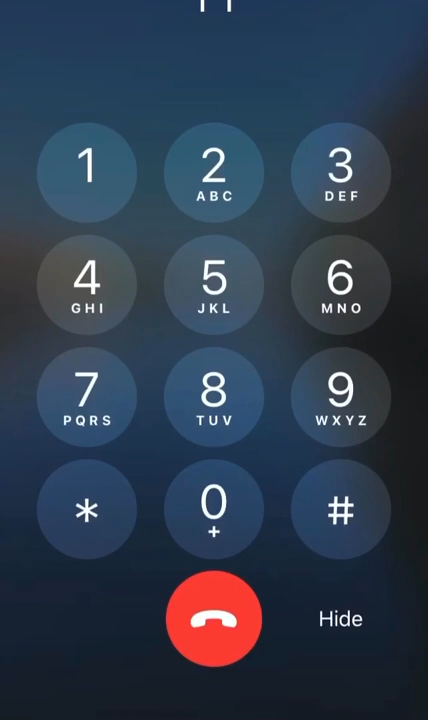 1 2 3
ABC DEF
4 5 6
GHI JKL MNO
7 8 9
PQRS TUV WXYZ
* 0 #
+
Hide